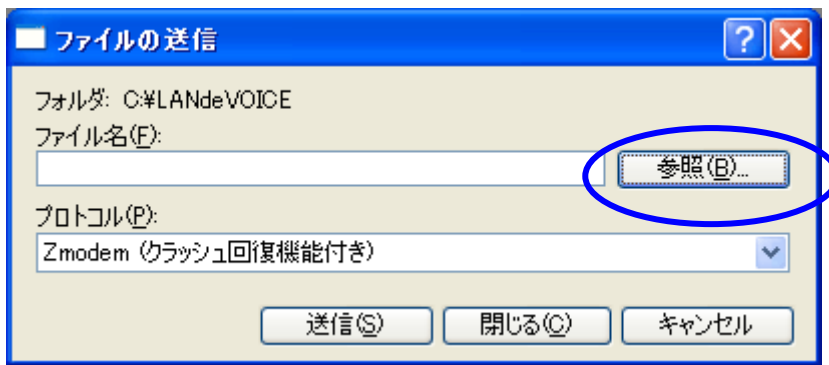 ファイルの送信
フォルダ: C:¥LANdeVOICE
ファイル名(F):
参照(B)...
プロトコル(P):
Zmodem (クラッシュ回復機能付き)
送信(S) 閉じる(C) キャンセル